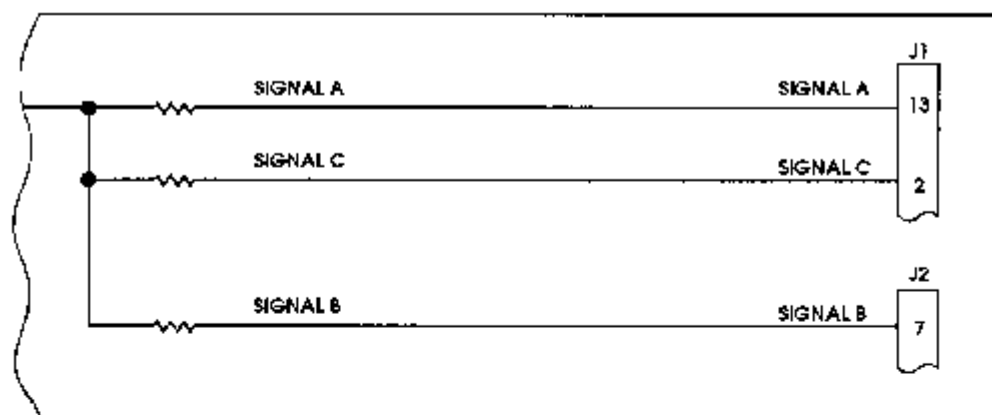 J1
SIGNAL A SIGNAL A 13
SIGNAL C SIGNAL C 2
J2
SIGNAL B SIGNAL B 7